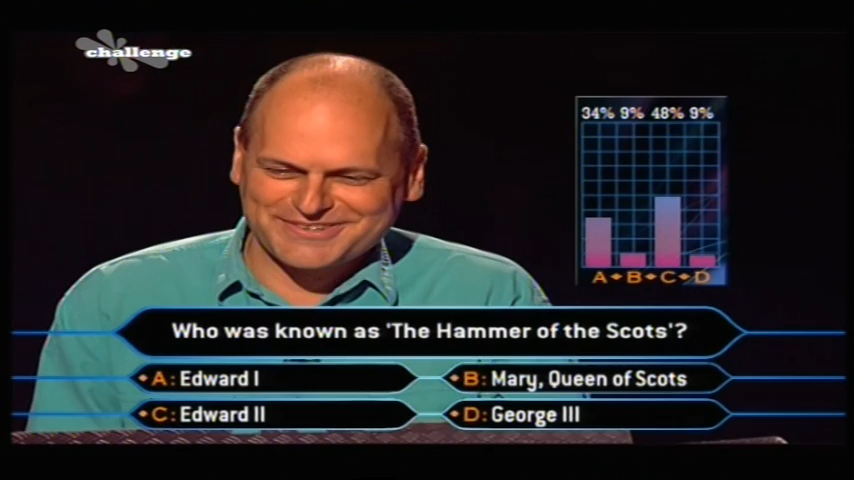 challenge
34% 9% 48% 9%
A B C D
Who was known as 'The Hammer of the Scots'?
A: Edward I
B: Mary, Queen of Scots
C: Edward II
D: George III